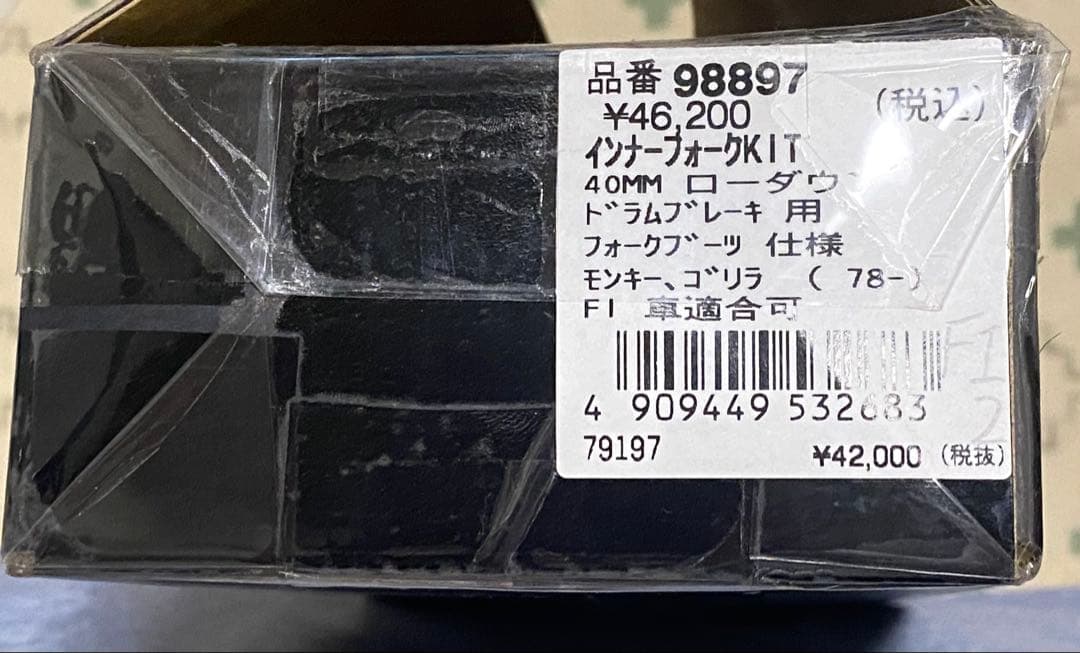 品番 98897
¥46,200 (税込)
インナーフォークKIT
40MM ローダウン
ドラムブレーキ 用
フォークブーツ 仕様
モンキー、ゴリラ ( 78-)
FI 車適合可
4 909449 532683
79197 ¥42,000 (税抜)